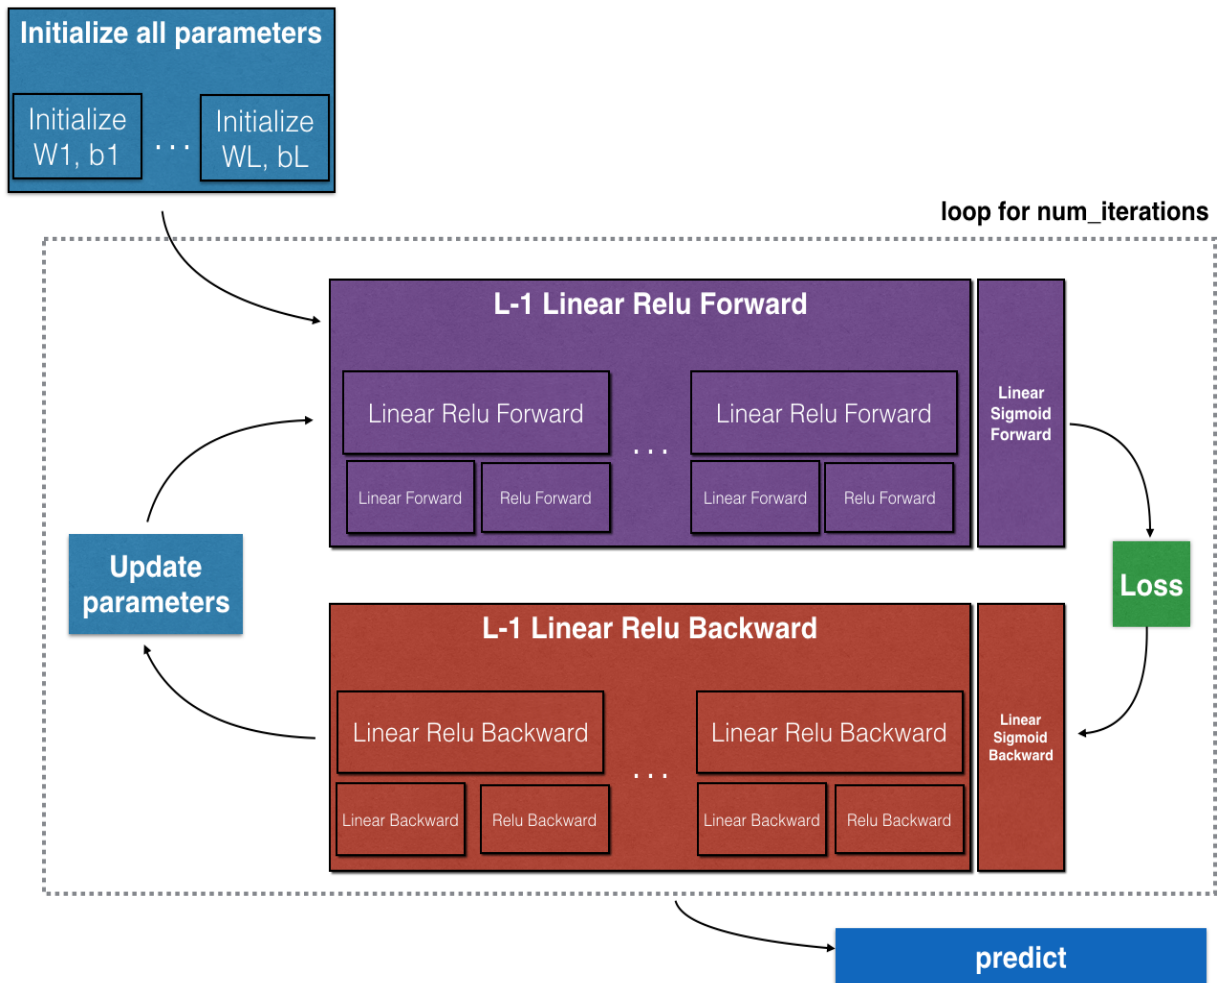 Initialize all parameters
Initialize
W1, b1
...
Initialize
WL, bL
loop for num_iterations
L-1 Linear Relu Forward
Linear Relu Forward
...
Linear Relu Forward
Linear Forward
Relu Forward
Linear Forward
Relu Forward
Linear
Sigmoid
Forward
Update
parameters
Loss
L-1 Linear Relu Backward
Linear Relu Backward
...
Linear Relu Backward
Linear Backward
Relu Backward
Linear Backward
Relu Backward
Linear
Sigmoid
Backward
predict